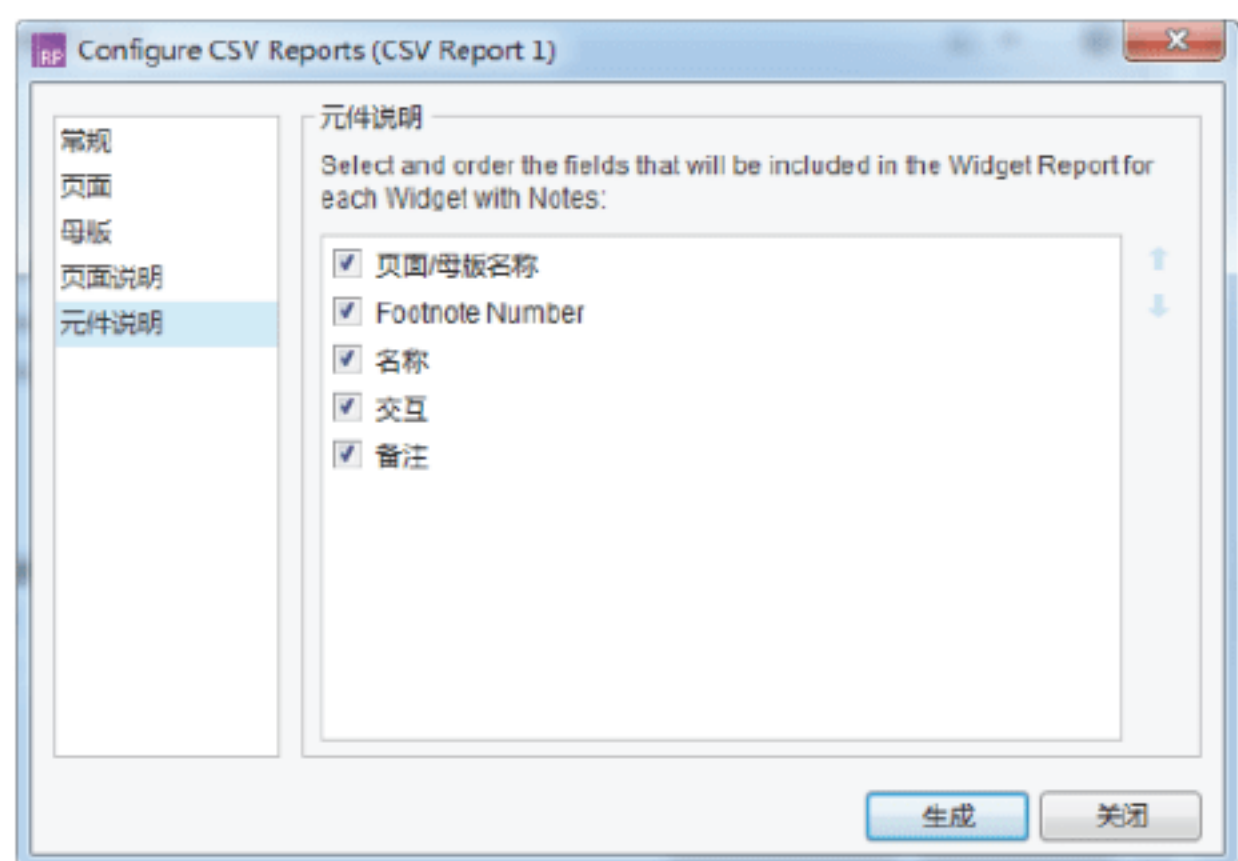 RP Configure CSV Reports (CSV Report 1)
常规
页面
母版
页面说明
元件说明
元件说明
Select and order the fields that will be included in the Widget Report for
each Widget with Notes:
页面/母版名称
Footnote Number
名称
交互
备注
生成
关闭